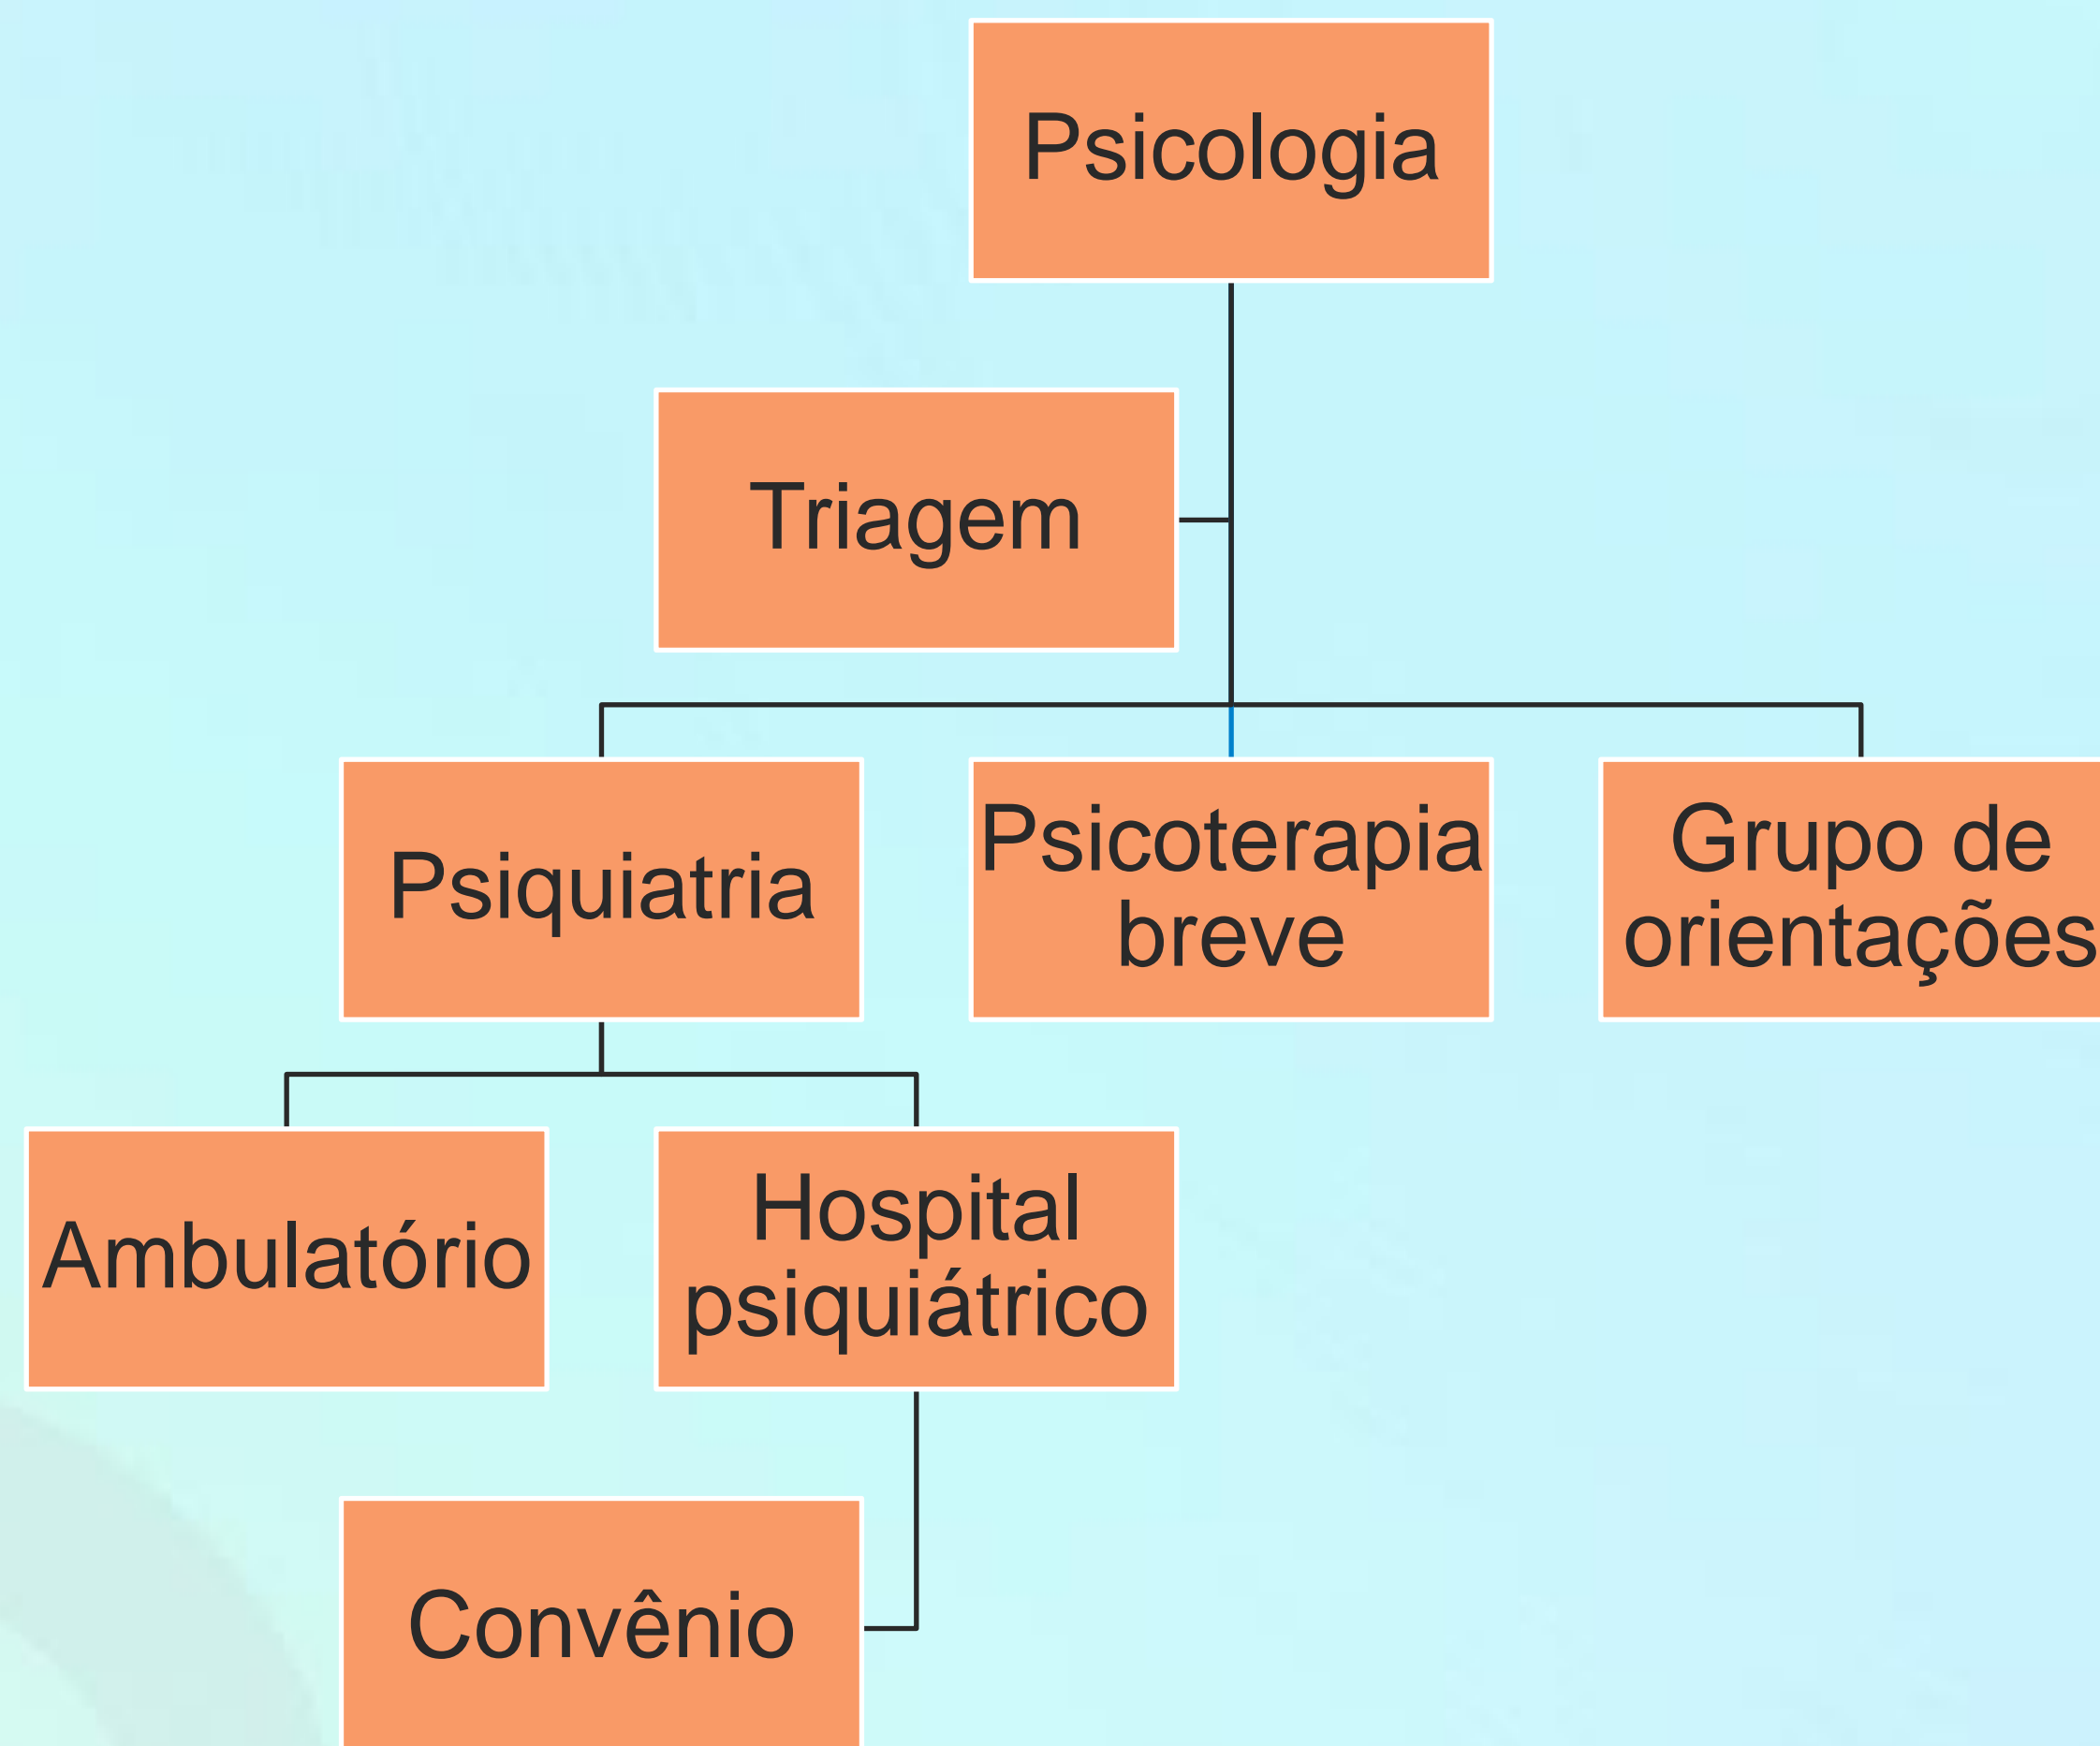 Psicologia
Triagem
Psiquiatria
Psicoterapia
breve
Grupo de
orientações
Ambulatório
Hospital
psiquiátrico
Convênio